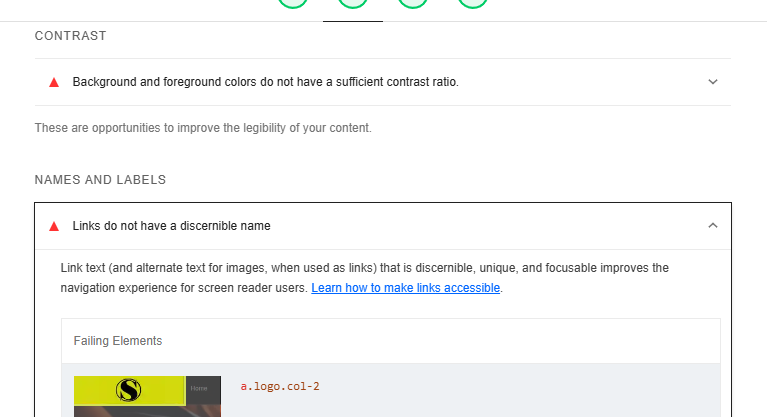 CONTRAST
Background and foreground colors do not have a sufficient contrast ratio.
These are opportunities to improve the legibility of your content.
NAMES AND LABELS
Links do not have a discernible name
Link text (and alternate text for images, when used as links) that is discernible, unique, and focusable improves the
navigation experience for screen reader users. Learn how to make links accessible.
Failing Elements
S Home a.logo.col-2